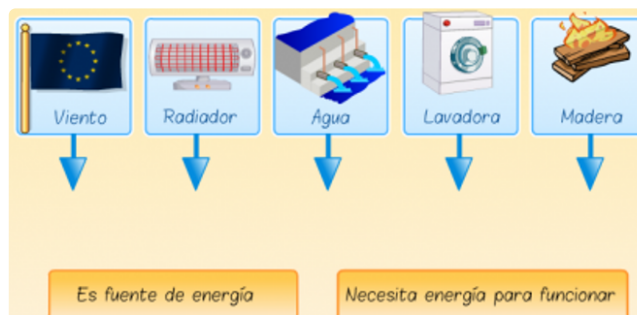 Viento
Radiador
Agua
Lavadora
Madera
Es fuente de energía
Necesita energía para funcionar